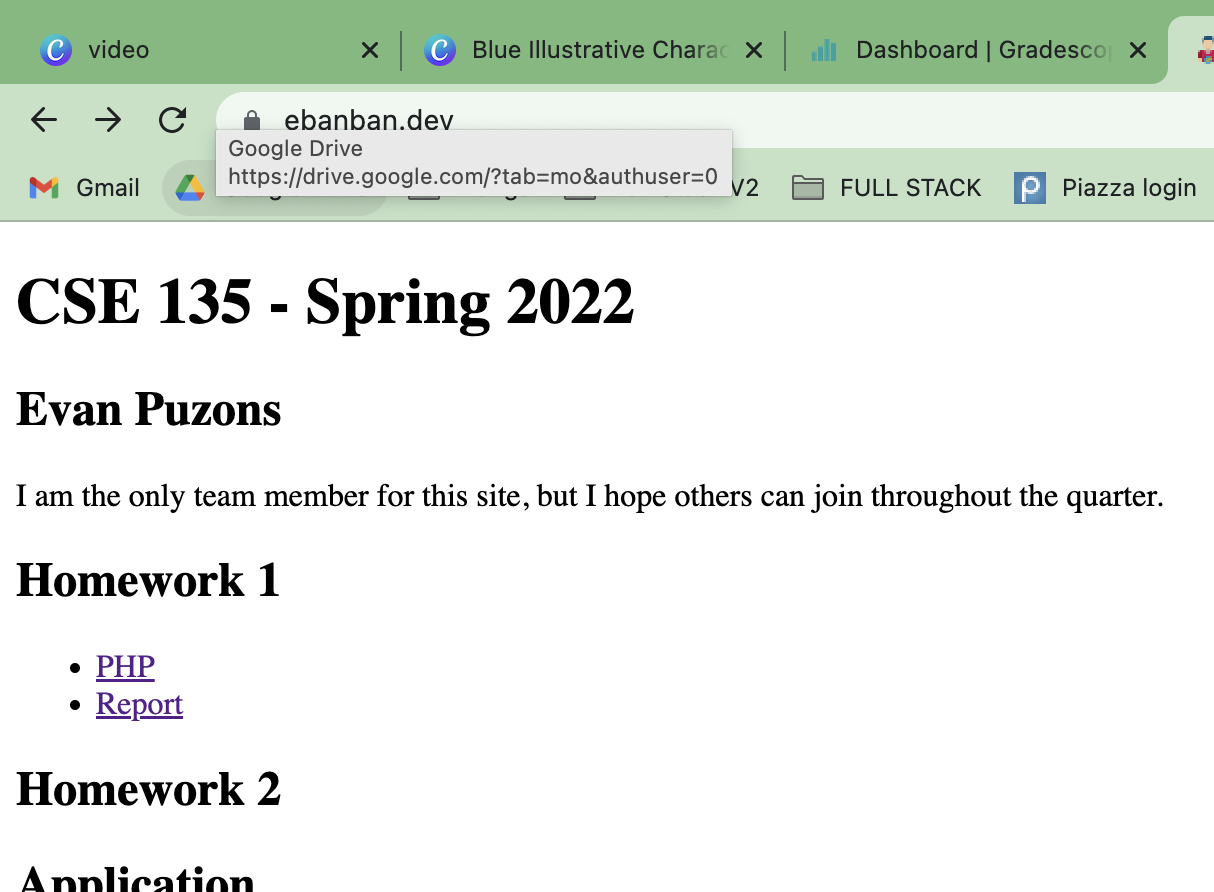 video
Blue Illustrative Charac
Dashboard | Gradescop
ebanban.dev
Google Drive
https://drive.google.com/?tab=mo&authuser=0
Gmail
V2
FULL STACK
Piazza login
CSE 135 - Spring 2022
Evan Puzons
I am the only team member for this site, but I hope others can join throughout the quarter.
Homework 1
PHP
Report
Homework 2
Application